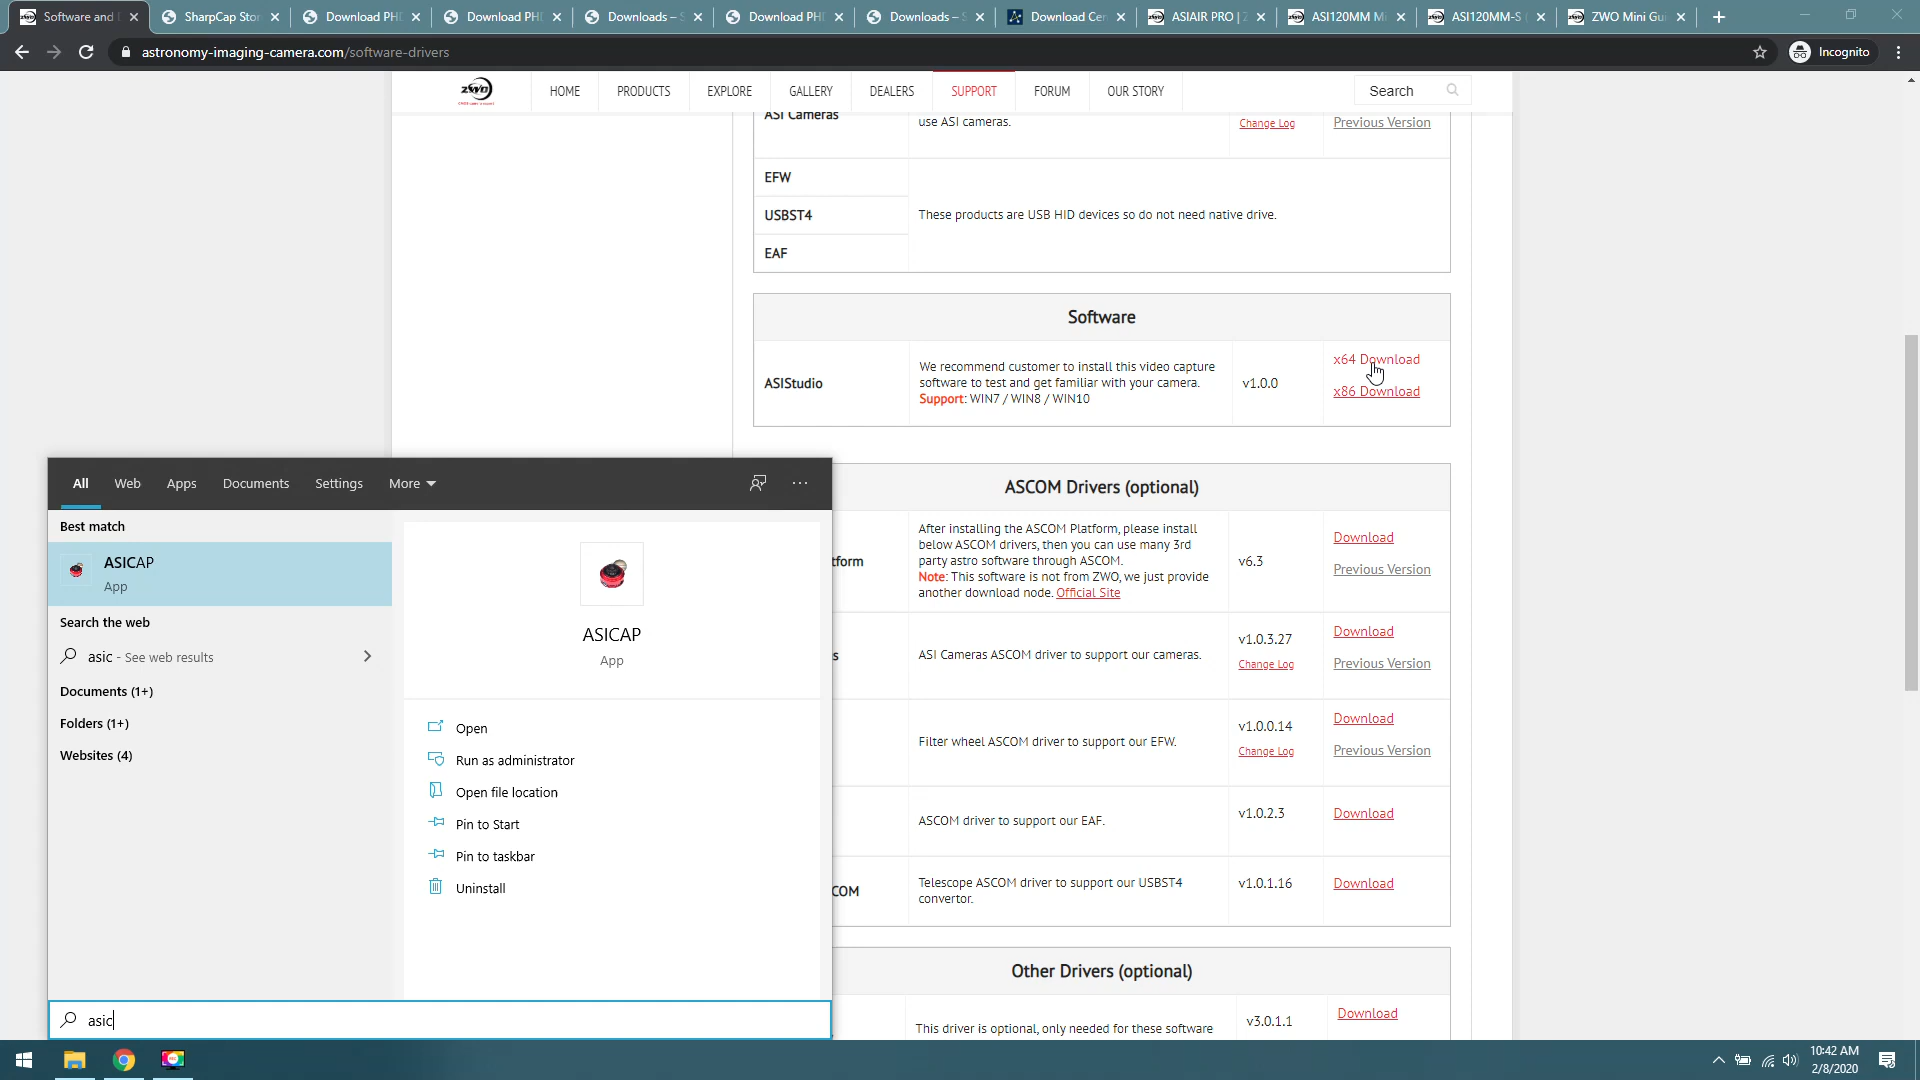 Software and
SharpCap Stor
Download PHD
Download PHD
Downloads – S
Download PHD
Downloads – S
Download Cen
ASIAIR PRO | Z
ASI120MM Mi
ASI120MM-S (
ZWO Mini Gui
astronomy-imaging-camera.com/software-drivers
Incognito
ZWO
HOME
PRODUCTS
EXPLORE
GALLERY
DEALERS
SUPPORT
FORUM
OUR STORY
Search
ASI Cameras
use ASI cameras.
Change Log
Previous Version
EFW
USBST4
These products are USB HID devices so do not need native drive.
EAF
Software
ASIStudio
We recommend customer to install this video capture
software to test and get familiar with your camera.
Support: WIN7 / WIN8 / WIN10
v1.0.0
x64 Download
x86 Download
ASCOM Drivers (optional)
tform
After installing the ASCOM Platform, please install
below ASCOM drivers, then you can use many 3rd
party astro software through ASCOM.
Note: This software is not from ZWO, we just provide
another download node. Official Site
v6.3
Download
Previous Version
s
ASI Cameras ASCOM driver to support our cameras.
v1.0.3.27
Change Log
Download
Previous Version
Filter wheel ASCOM driver to support our EFW.
v1.0.0.14
Change Log
Download
Previous Version
ASCOM driver to support our EAF.
v1.0.2.3
Download
COM
Telescope ASCOM driver to support our USBST4
convertor.
v1.0.1.16
Download
Other Drivers (optional)
This driver is optional, only needed for these software
v3.0.1.1
Download
All
Web
Apps
Documents
Settings
More
Best match
ASICAP
App
Search the web
asic - See web results
Documents (1+)
Folders (1+)
Websites (4)
ASICAP
App
Open
Run as administrator
Open file location
Pin to Start
Pin to taskbar
Uninstall
asic
10:42 AM
2/8/2020